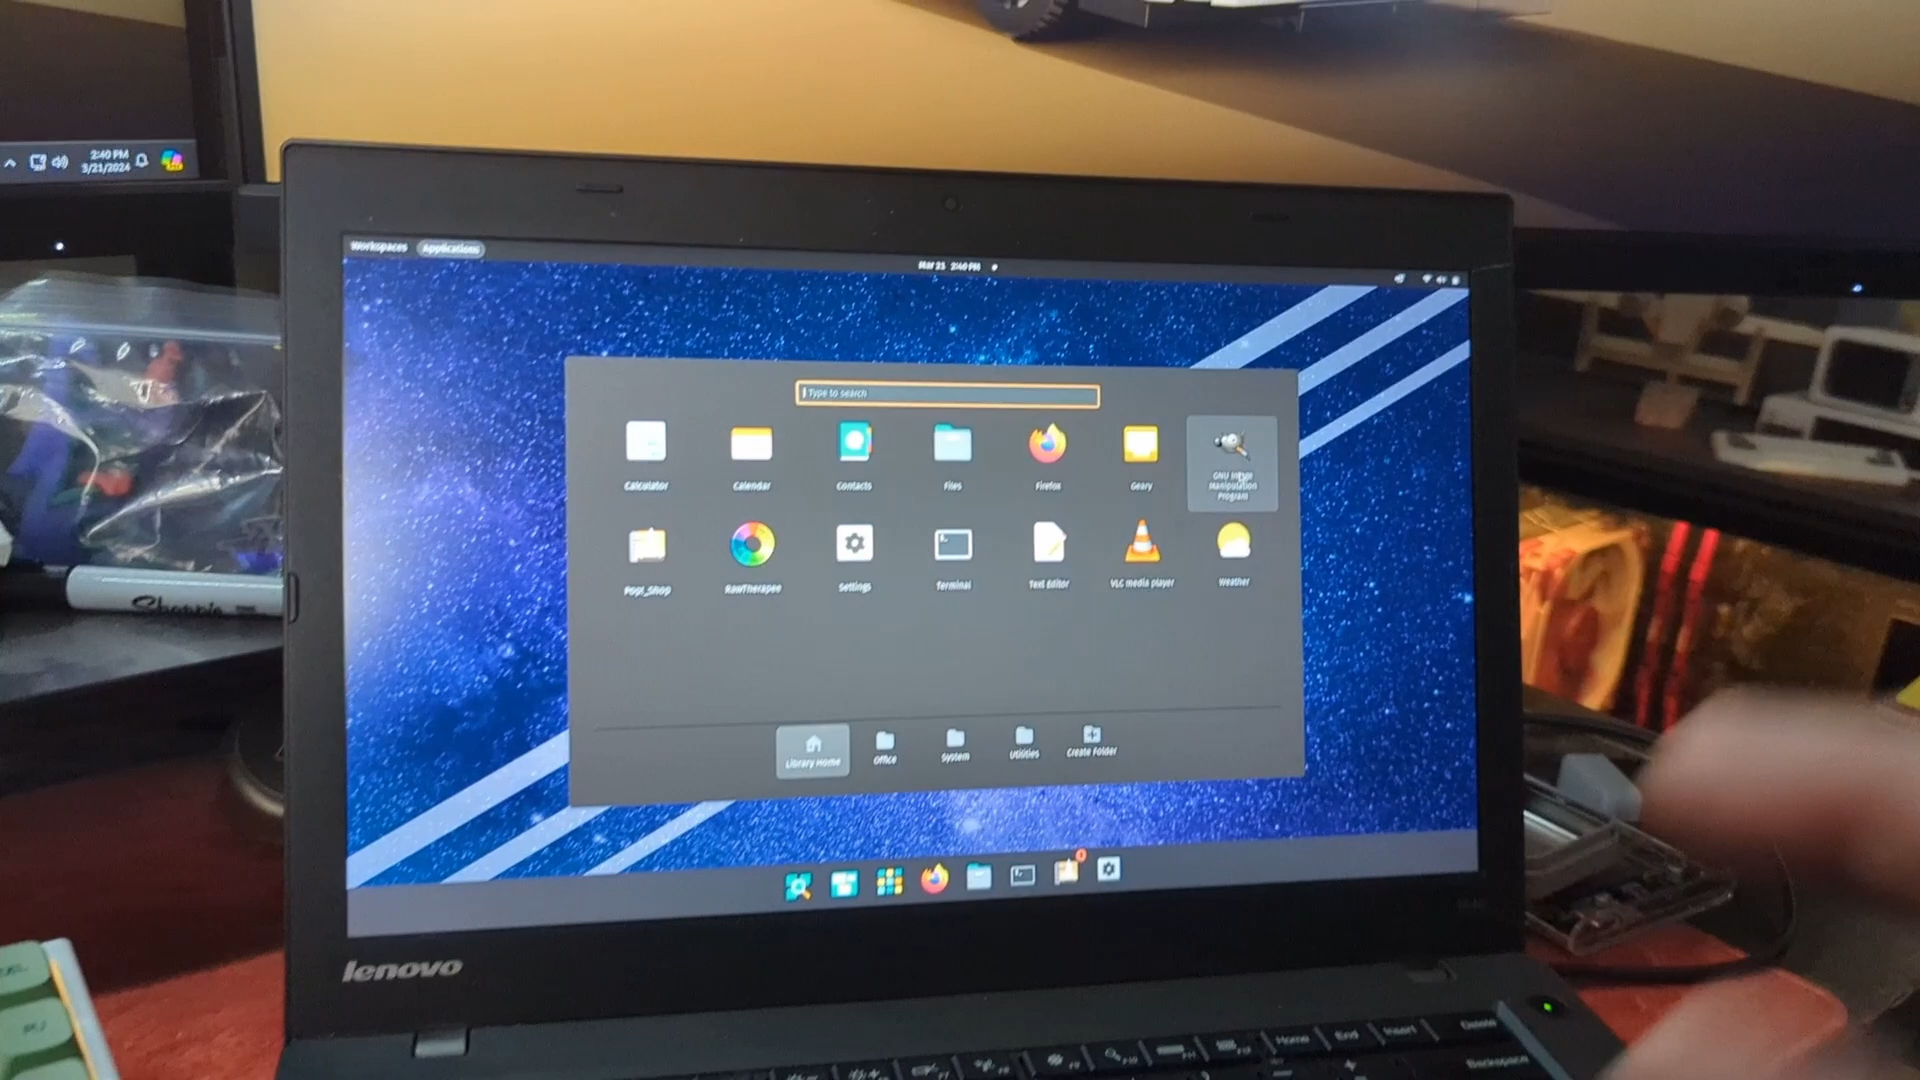 2:40 PM
3/21/2024
Workspaces Applications
Mar 21 2:40 PM
Type to search
Calculator Calendar Contacts Files Firefox Geary GNU Image
Manipulation
Program
Pop!_Shop RawTherapee Settings Terminal Text Editor VLC media player Weather
Library Home Office System Utilities Create Folder
Sharpie
lenovo
Home End Insert Delete
Backspace